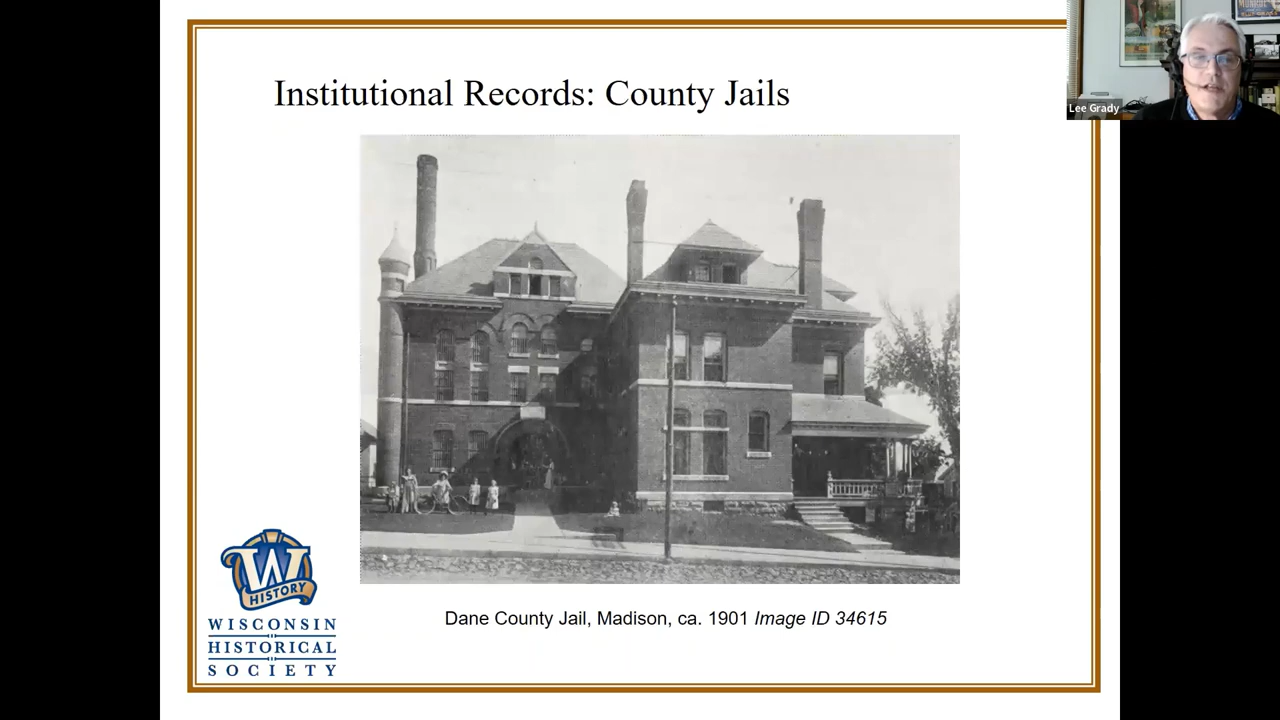 Institutional Records: County Jails
Lee Grady
Dane County Jail, Madison, ca. 1901 Image ID 34615
W
HISTORY
WISCONSIN
HISTORICAL
SOCIETY